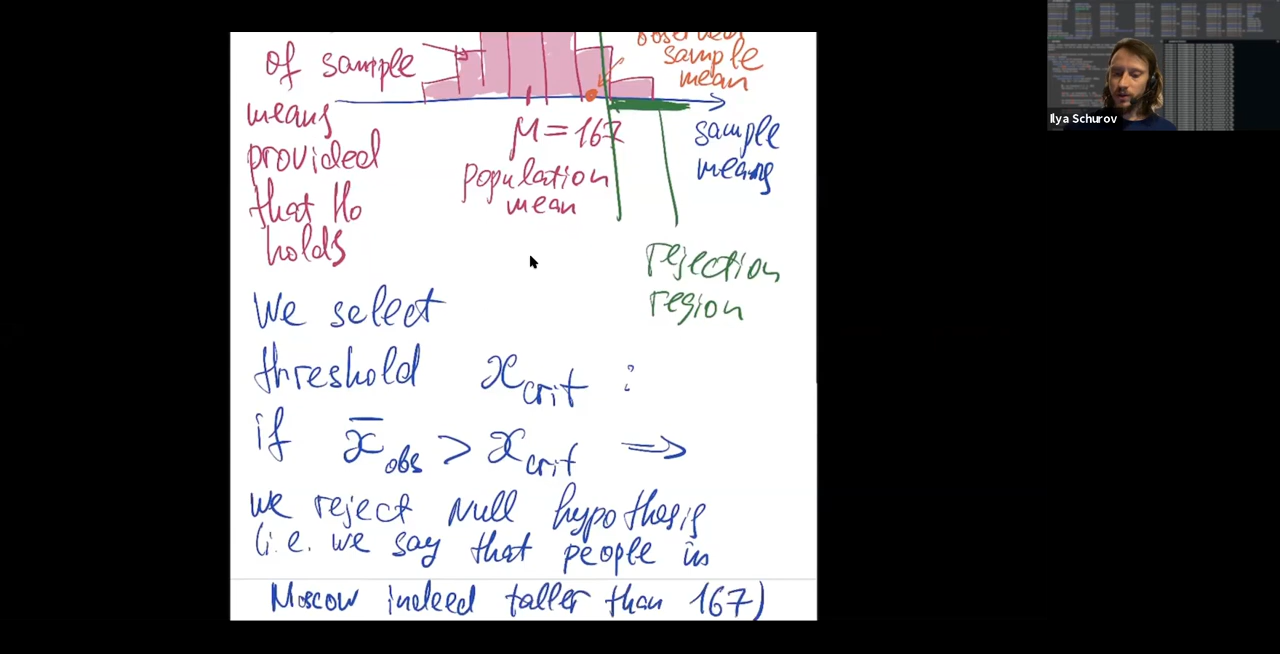 observed
of sample
sample
mean
means
provided
that H₀
holds
μ = 167
population
mean
sample
means
rejection
region
We select
threshold x_crit :
if x̄_obs > x_crit ⇒
we reject Null hypothesis
(i.e. we say that people in
Moscow indeed taller than 167)
Ilya Schurov